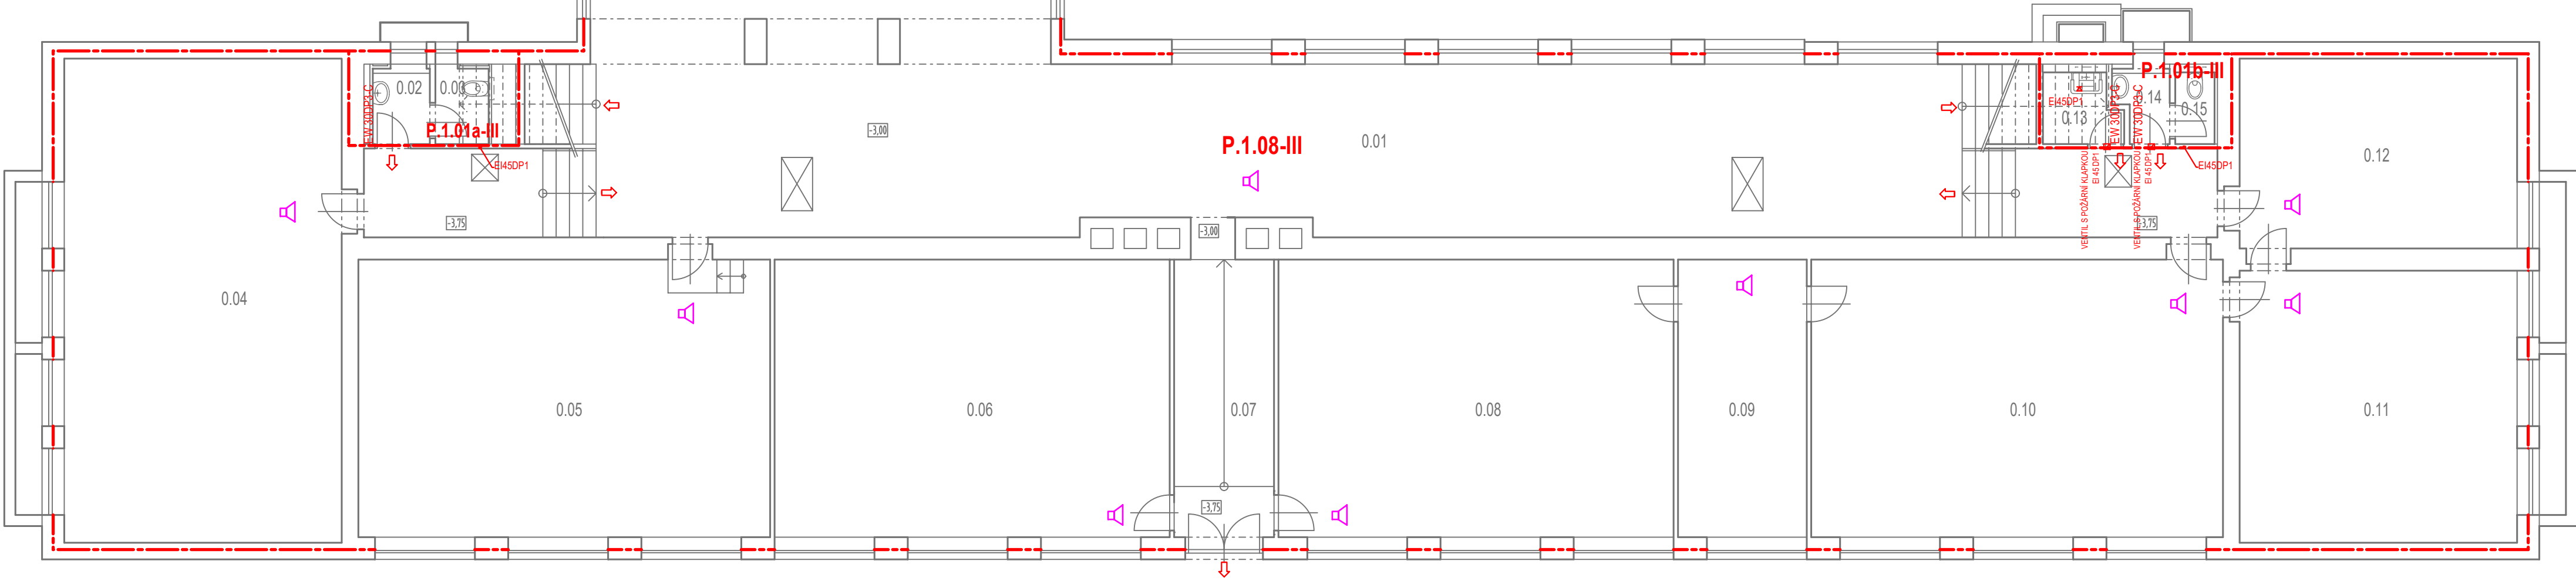 0.02
0.0
EW 30DP3-C
P.1.01a-III
EI45DP1
-3,00
P.1.08-III
0.01
-3,75
-3,00
0.04
0.05
0.06
0.07
-3,75
0.08
0.09
0.10
0.11
0.12
P.1.01b-III
EI45DP1
0.13
EW 30DP3-C
EW 30DP3-C
0.14
0.15
VENTIL S POŽÁRNÍ KLAPKOU
EI 45 DP1
VENTIL S POŽÁRNÍ KLAPKOU
EI 45 DP1
EI45DP1
-3,75